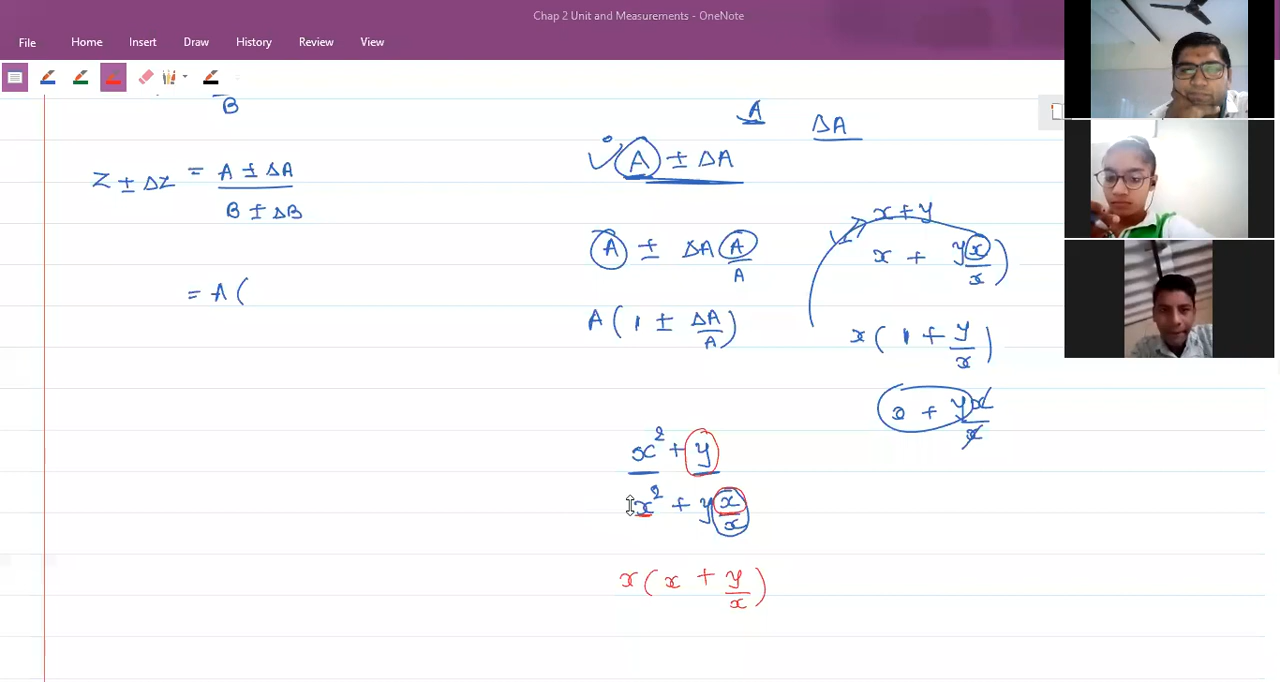 Chap 2 Unit and Measurements - OneNote
File Home Insert Draw History Review View
B
Z ± ΔZ = A ± ΔA
B ± ΔB
= A (
A ΔA
A ± ΔA
A ± ΔA A
A
A ( 1 ± ΔA )
A
x + y
x + y x )
x
x ( 1 + y )
x
x + y x
x
x² + y
x² + y x
x
x ( x + y )
x